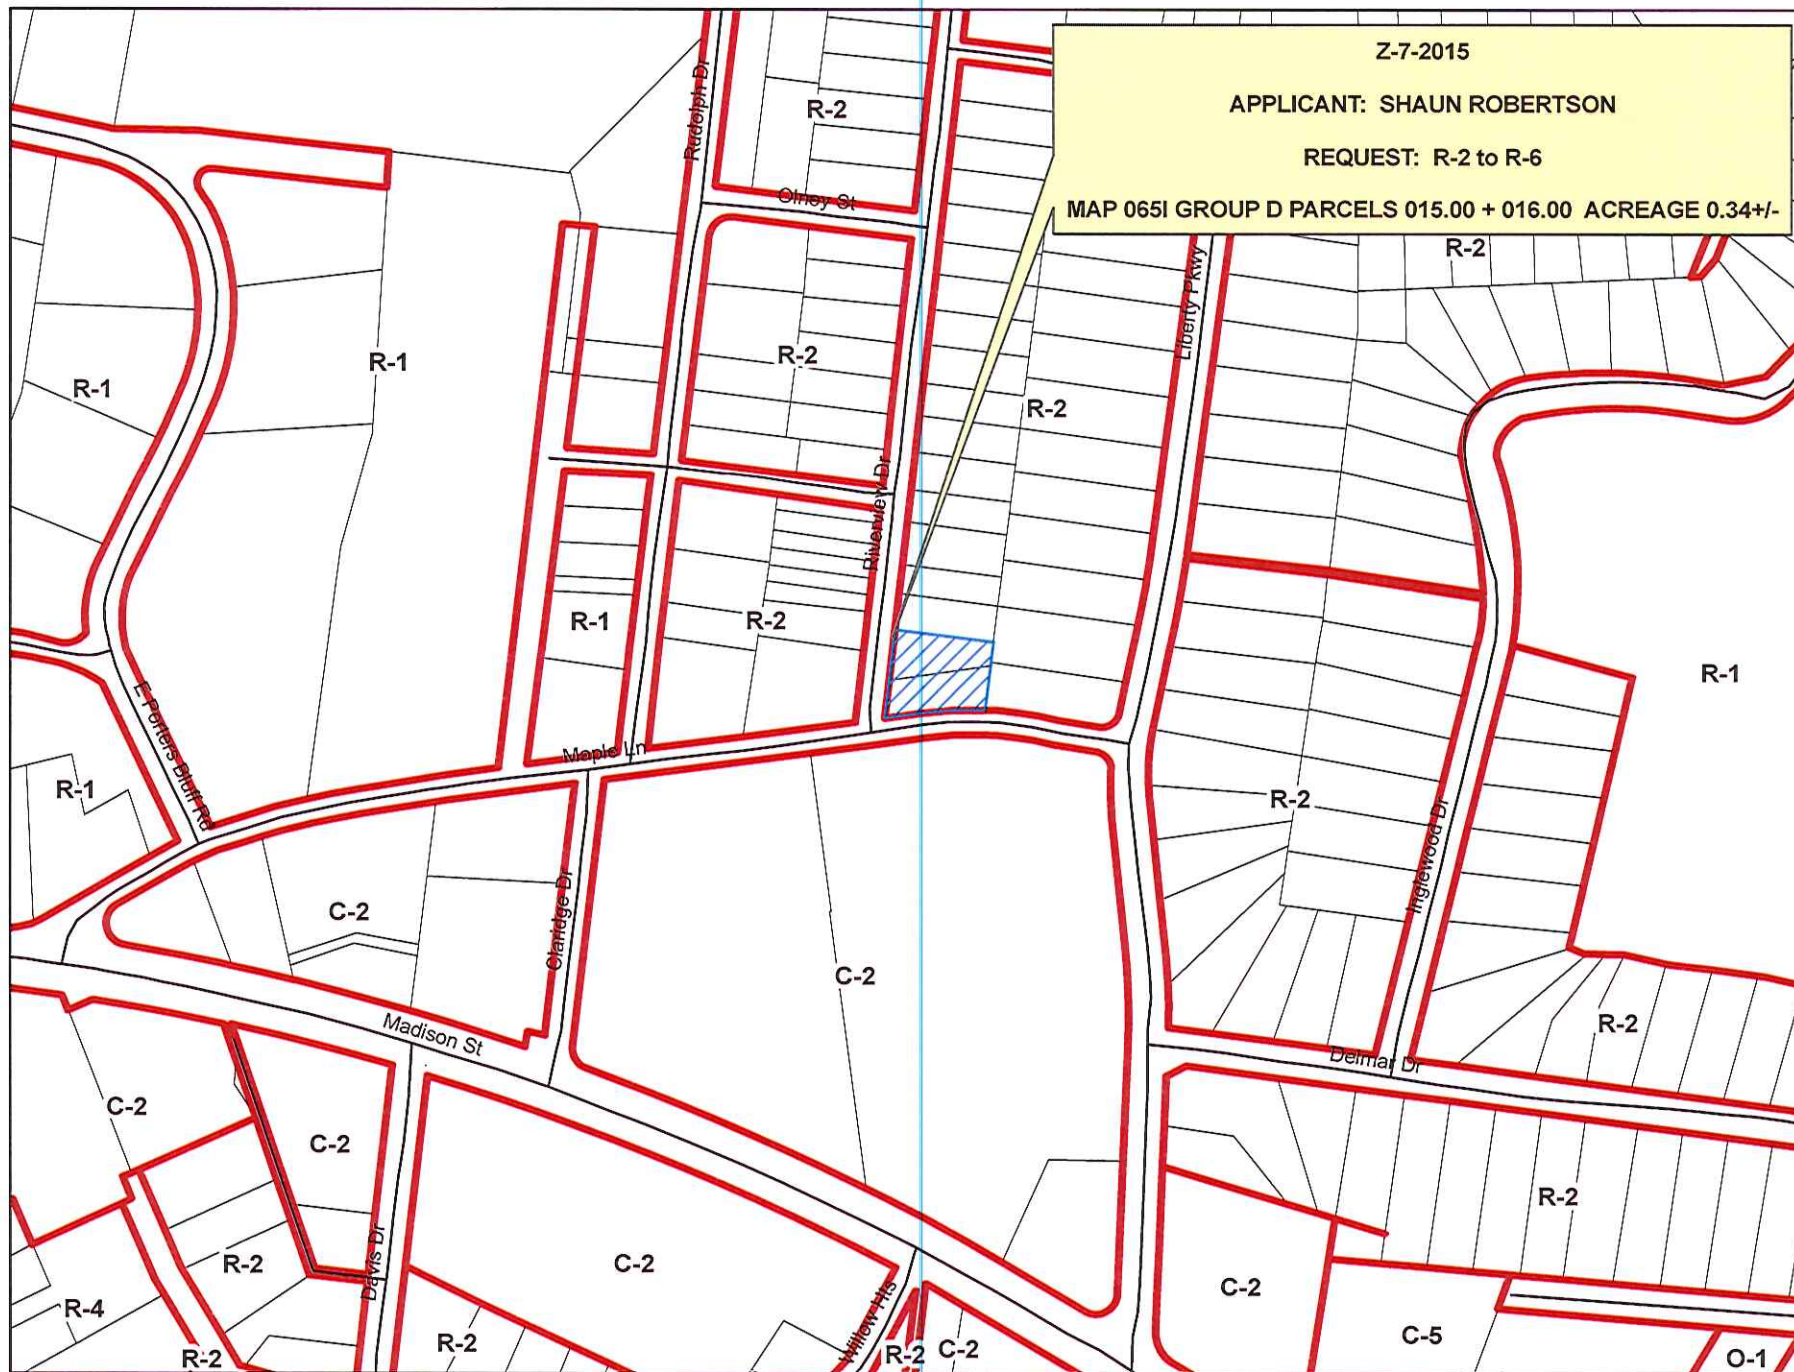 Z-7-2015
APPLICANT: SHAUN ROBERTSON
REQUEST: R-2 to R-6
MAP 065I GROUP D PARCELS 015.00 + 016.00 ACREAGE 0.34+/-
Rudolph Dr
R-2
Olney St
R-2
Liberty Pkwy
R-1
R-1
R-2
R-2
Riverview Dr
R-1
R-2
R-1
E Porters Bluff Rd
Maple Ln
R-1
R-2
Inglewood Dr
C-2
Claridge Dr
C-2
Madison St
R-2
Delmar Dr
C-2
C-2
R-2
R-2
Davis Dr
C-2
C-2
R-4
Willow Hts
C-5
R-2
R-2
R-2
C-2
O-1